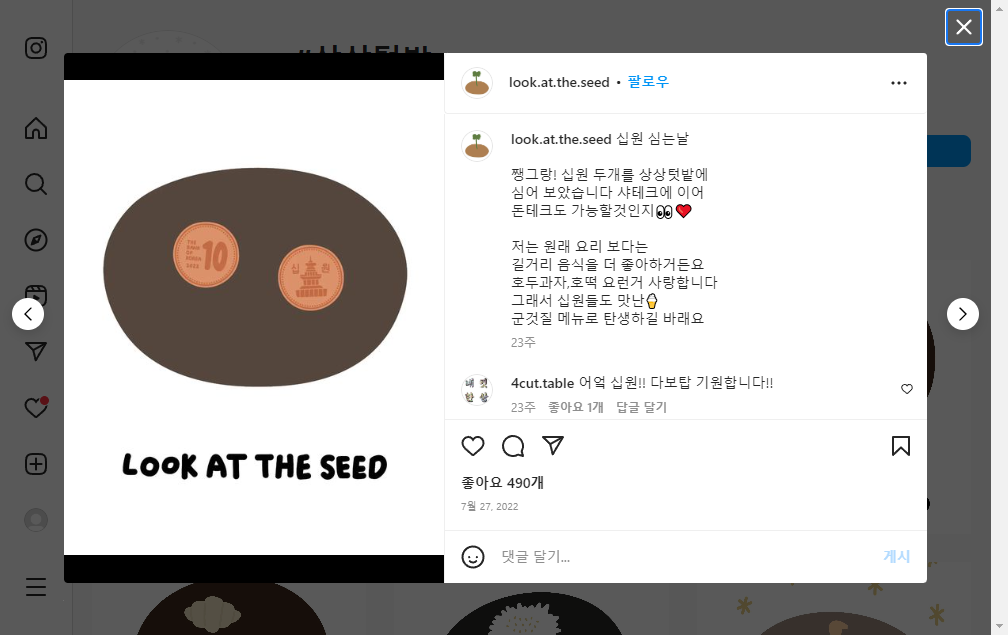 look.at.the.seed • 팔로우
look.at.the.seed 십원 심는날
쨍그랑! 십원 두개를 상상텃밭에
심어 보았습니다 샤테크에 이어
돈테크도 가능할것인지👀❤️
저는 원래 요리 보다는
길거리 음식을 더 좋아하거든요
호두과자,호떡 요런거 사랑합니다
그래서 십원들도 맛난🍦
군것질 메뉴로 탄생하길 바래요
23주
4cut.table 어얶 십원!! 다보탑 기원합니다!!
23주 좋아요 1개 답글 달기
좋아요 490개
7월 27, 2022
댓글 달기...
게시
10
십 원
LOOK AT THE SEED
네 컷
만 상